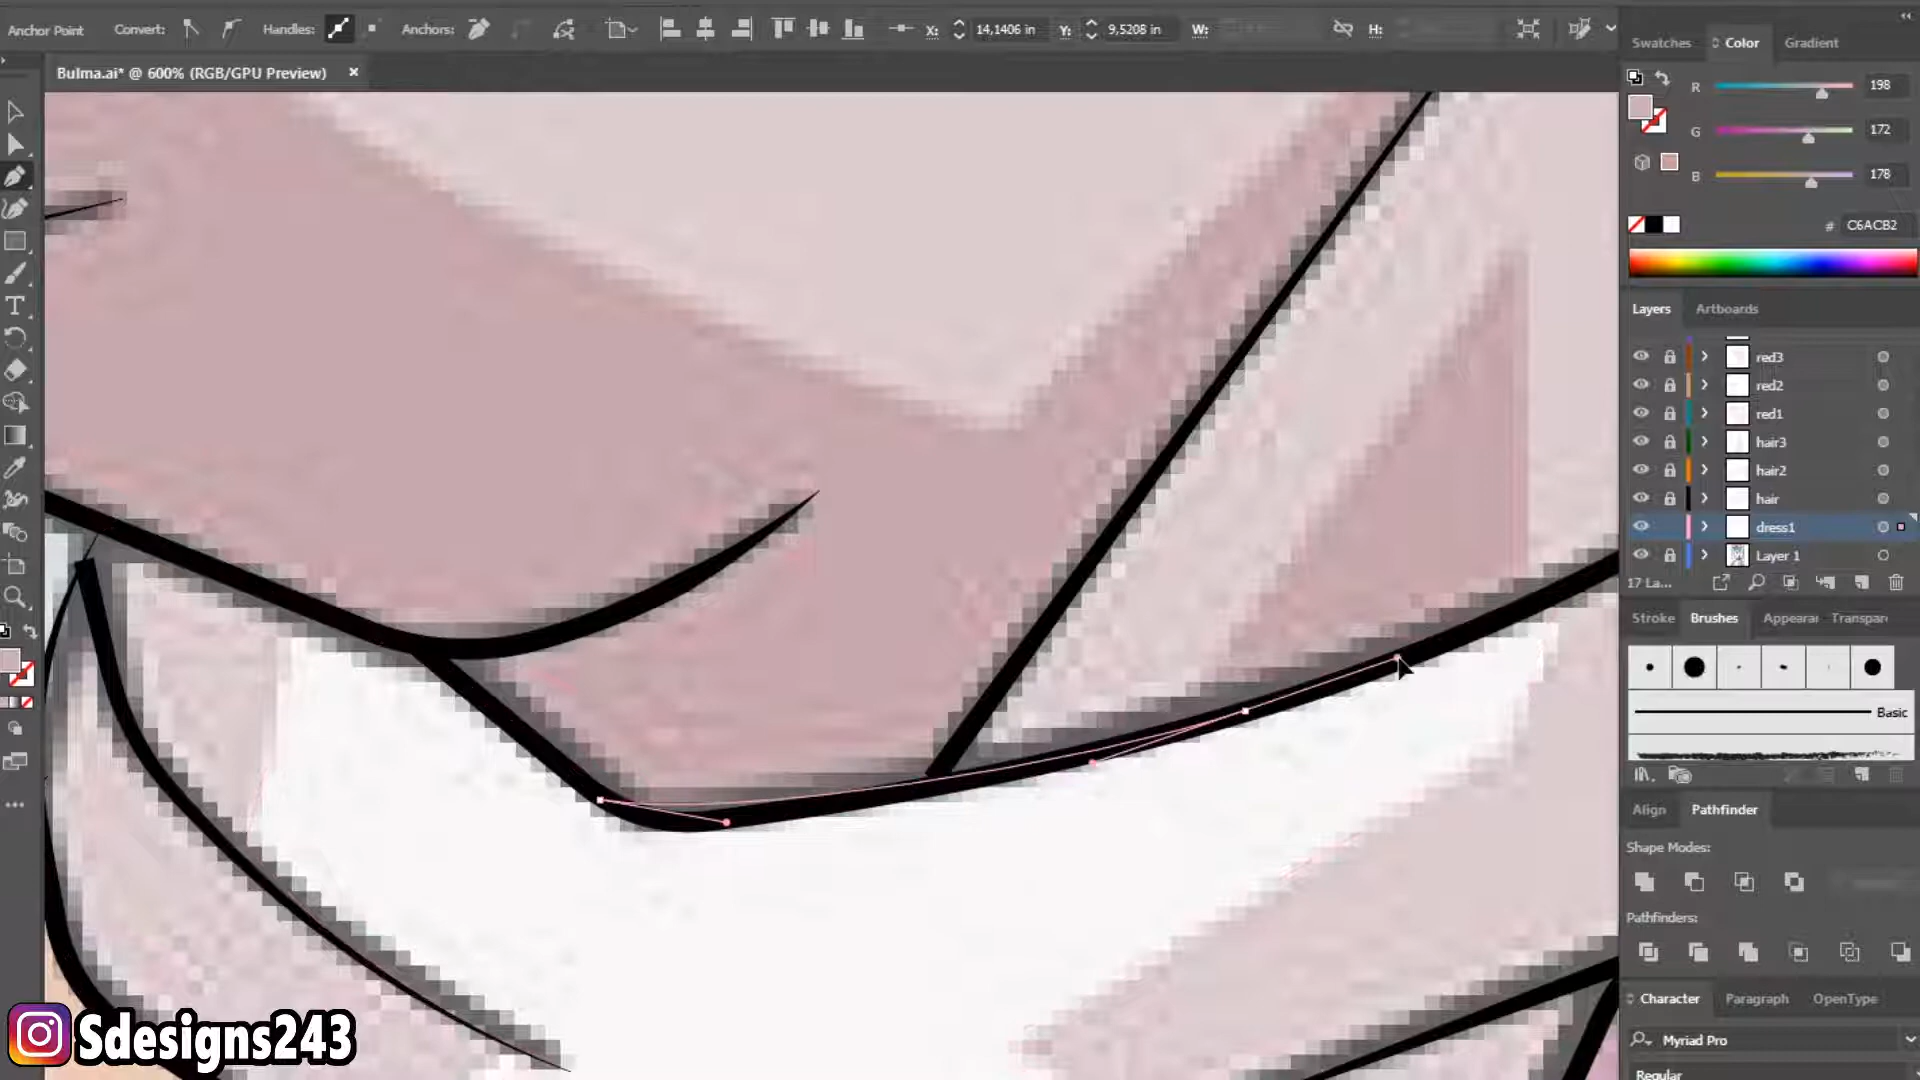 Anchor Point Convert: Handles: Anchors: X: 14,1406 in Y: 9,5208 in W: H:
Bulma.ai* @ 600% (RGB/GPU Preview) ×
Swatches Color Gradient
R 198
G 172
B 178
# C6ACB2
Layers Artboards
red3
red2
red1
hair3
hair2
hair
dress1
Layer 1
17 La...
Stroke Brushes Appearar Transpar
Basic
Align Pathfinder
Shape Modes:
Pathfinders:
Character Paragraph OpenType
Myriad Pro
Regular
Sdesigns243